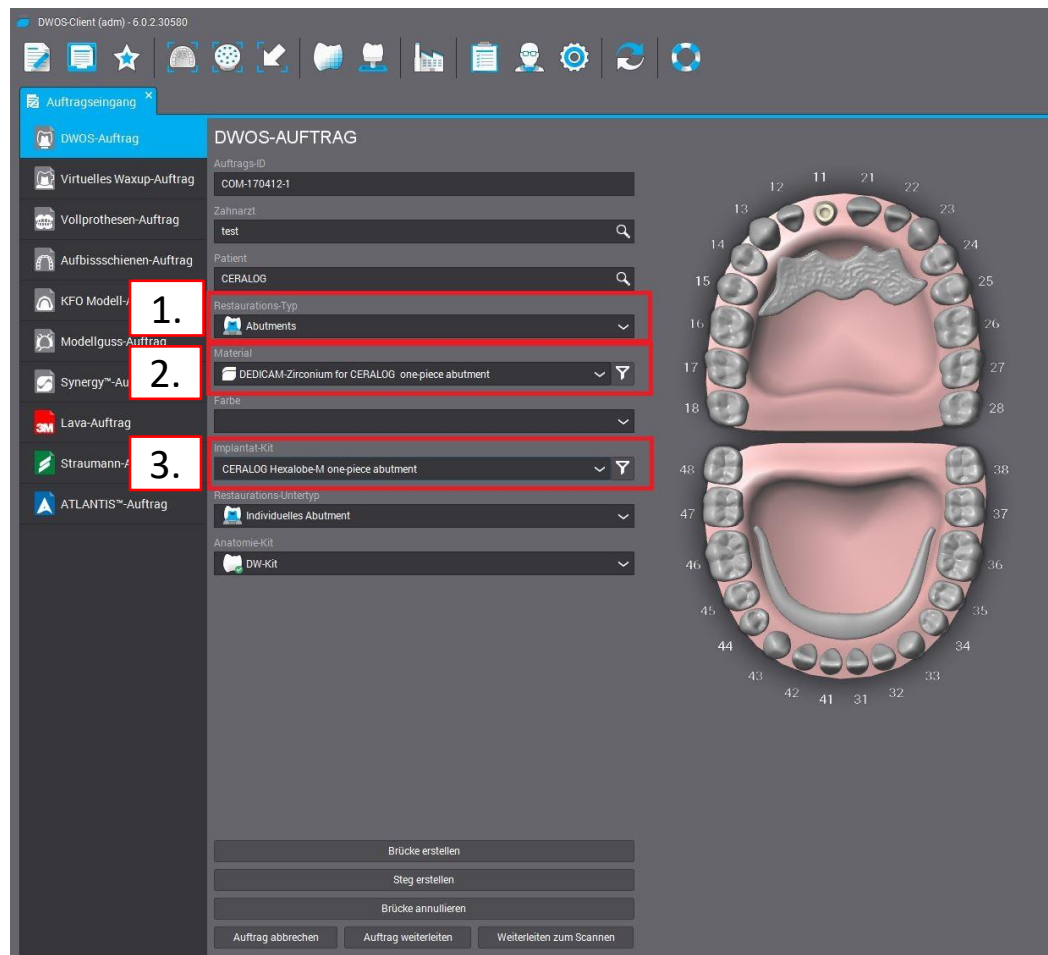 DWOS-Client (adm) - 6.0.2.30580
Auftragseingang ×
DWOS-Auftrag
Virtuelles Waxup-Auftrag
Vollprothesen-Auftrag
Aufbissschienen-Auftrag
KFO Modell-
Modellguss-Auftrag
Synergy™-Au
3M
Lava-Auftrag
Straumann-A
ATLANTIS™-Auftrag
DWOS-AUFTRAG
Auftrags-ID
COM-170412-1
Zahnarzt
test
Patient
CERALOG
1.
Restaurations-Typ
Abutments
2.
Material
DEDICAM-Zirconium for CERALOG one-piece abutment
Farbe
3.
Implantat-Kit
CERALOG Hexalobe-M one-piece abutment
Restaurations-Untertyp
Individuelles Abutment
Anatomie-Kit
DW-Kit
Brücke erstellen
Steg erstellen
Brücke annullieren
Auftrag abbrechen
Auftrag weiterleiten
Weiterleiten zum Scannen
11 21
12 22
13 23
14 24
15 25
16 26
17 27
18 28
48 38
47 37
46 36
45 35
44 34
43 33
42 41 31 32